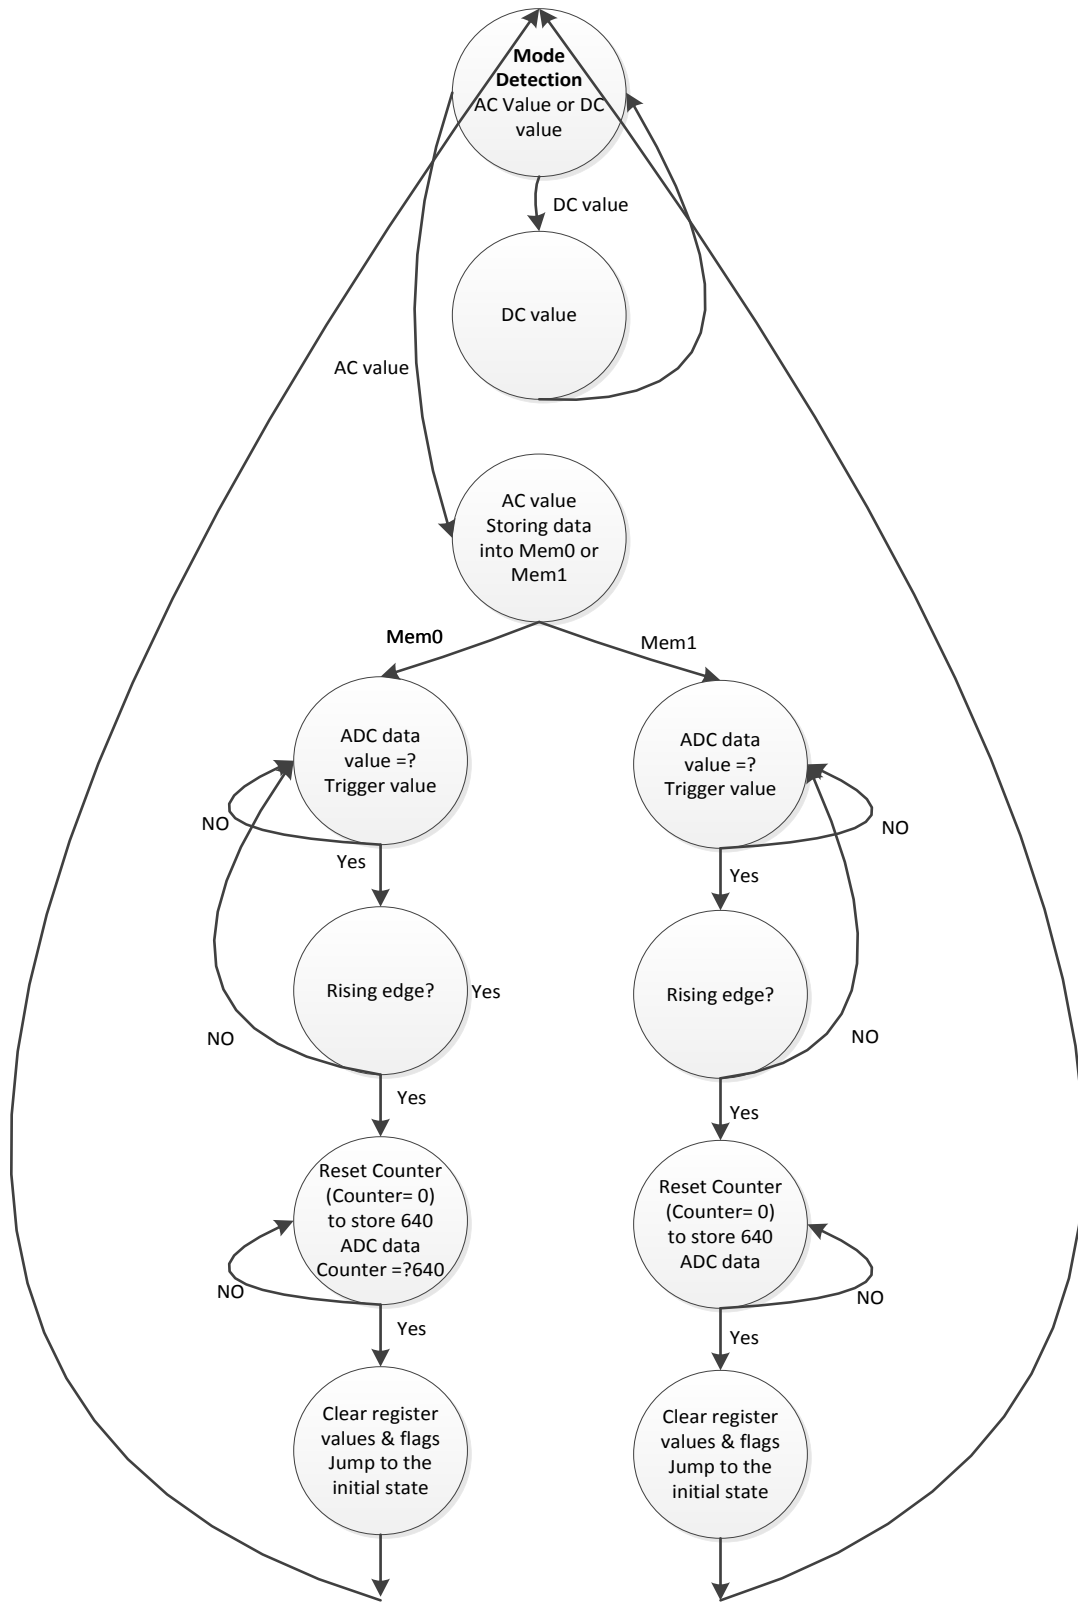 Mode
Detection
AC Value or DC
value
DC value
DC value
AC value
AC value
Storing data
into Mem0 or
Mem1
Mem0
Mem1
ADC data
value =?
Trigger value
ADC data
value =?
Trigger value
NO
NO
Yes
Yes
Rising edge?
Yes
Rising edge?
NO
NO
Yes
Yes
Reset Counter
(Counter= 0)
to store 640
ADC data
Counter =?640
Reset Counter
(Counter= 0)
to store 640
ADC data
NO
NO
Yes
Yes
Clear register
values & flags
Jump to the
initial state
Clear register
values & flags
Jump to the
initial state